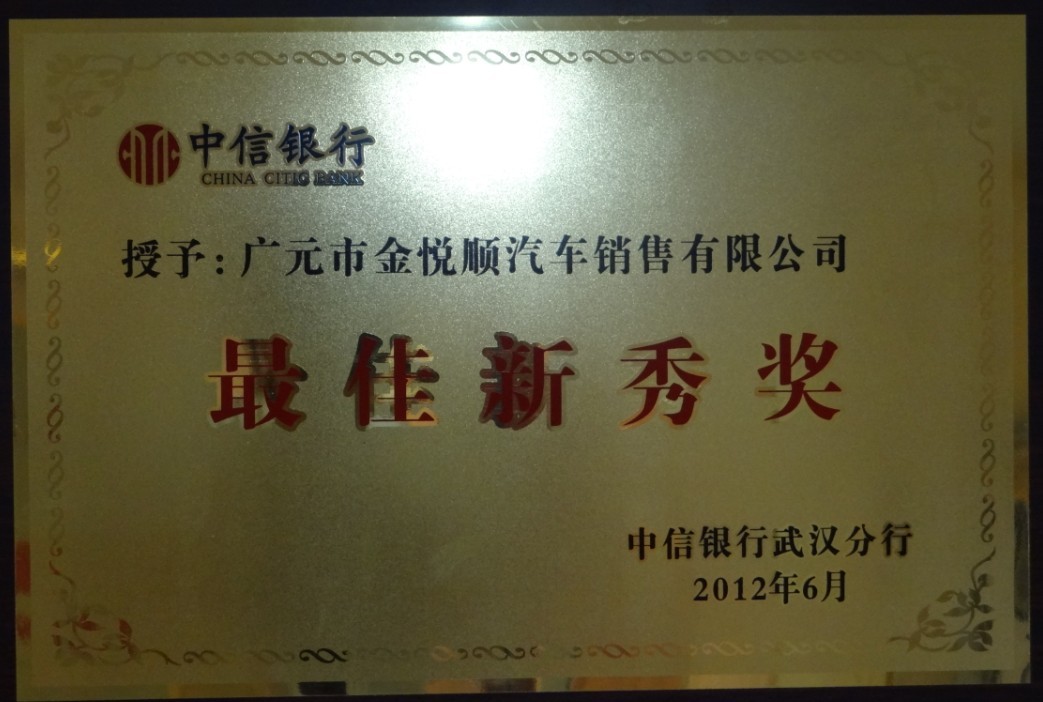 中信银行
CHINA CITIC BANK
授予：广元市金悦顺汽车销售有限公司
最佳新秀奖
中信银行武汉分行
2012年6月